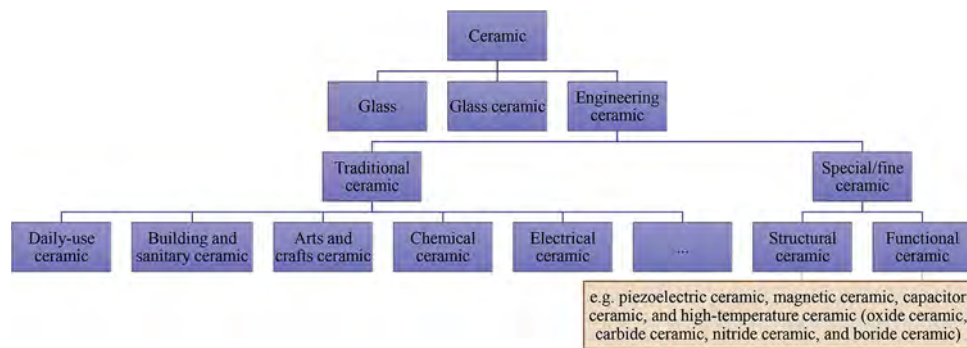 Ceramic
Glass
Glass ceramic
Engineering
ceramic
Traditional
ceramic
Special/fine
ceramic
Daily-use
ceramic
Building and
sanitary ceramic
Arts and
crafts ceramic
Chemical
ceramic
Electrical
ceramic
...
Structural
ceramic
Functional
ceramic
e.g. piezoelectric ceramic, magnetic ceramic, capacitor
ceramic, and high-temperature ceramic (oxide ceramic,
carbide ceramic, nitride ceramic, and boride ceramic)